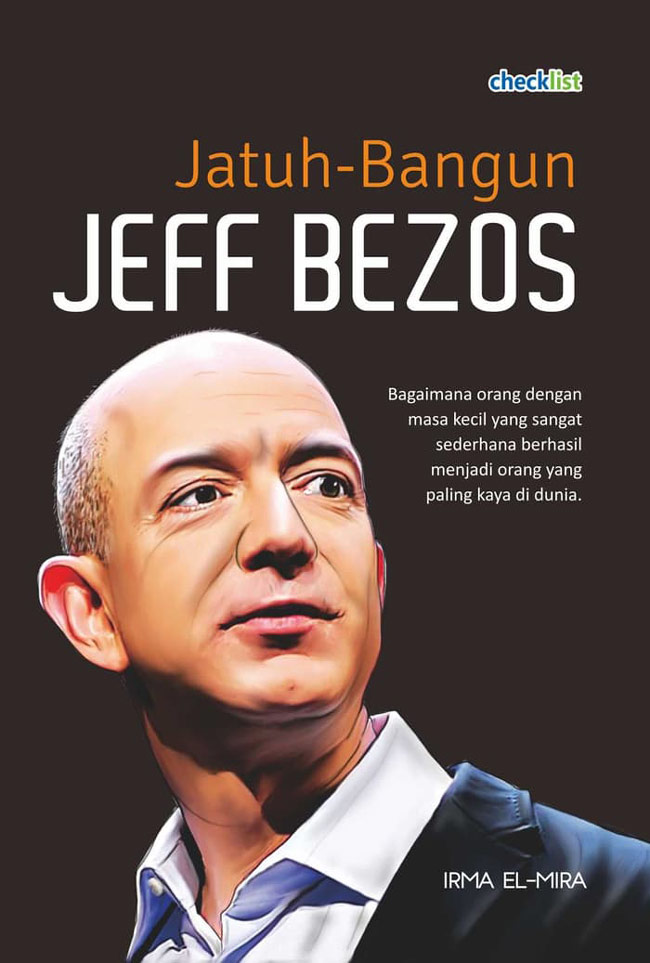 checklist
Jatuh-Bangun
JEFF BEZOS
Bagaimana orang dengan
masa kecil yang sangat
sederhana berhasil
menjadi orang yang
paling kaya di dunia.
IRMA EL-MIRA